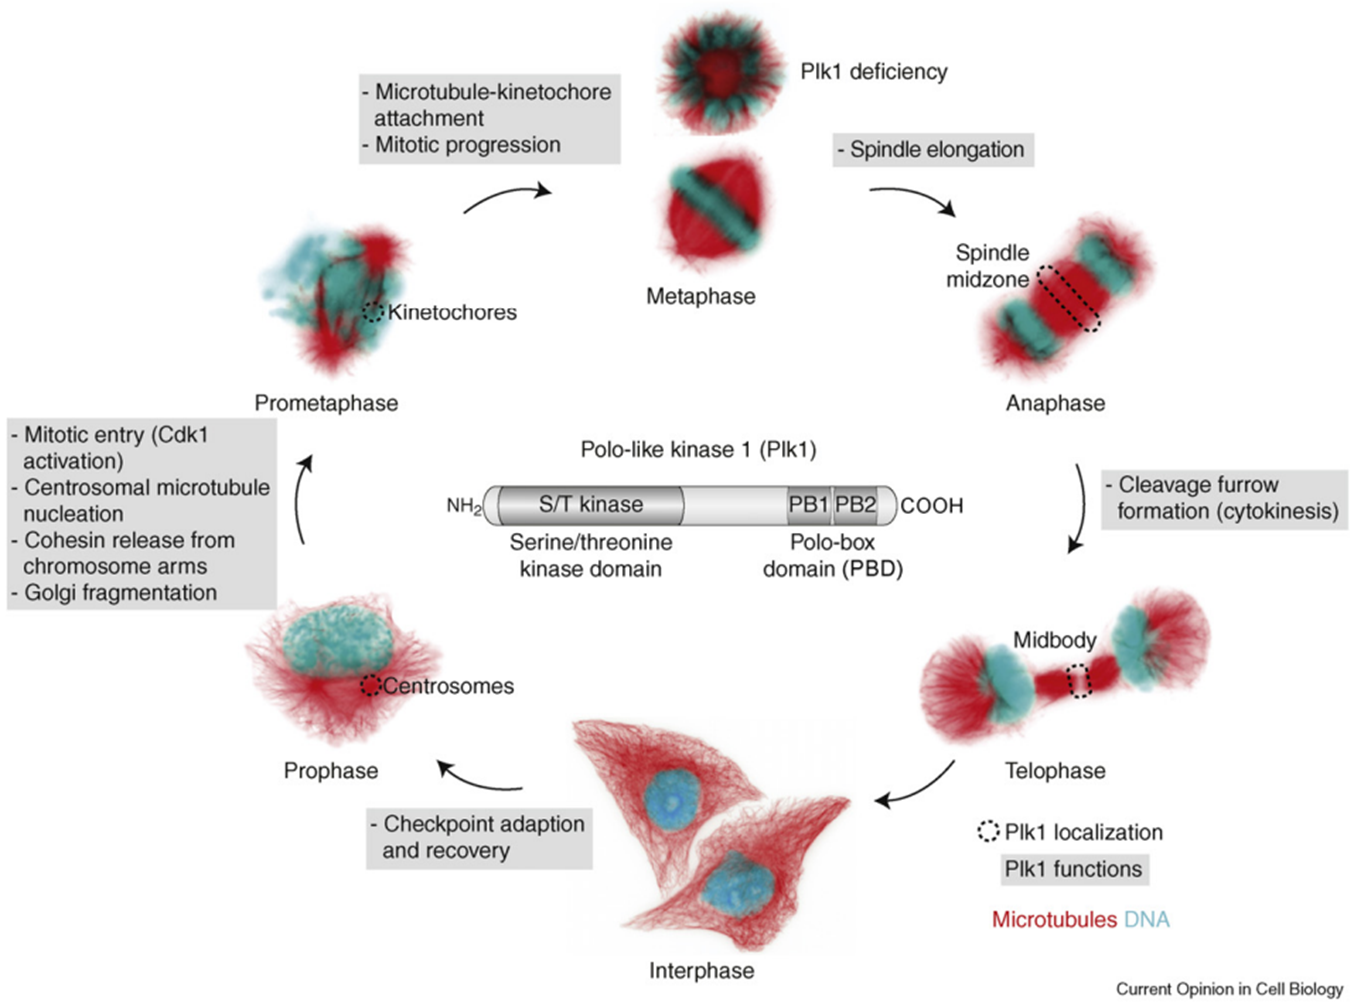 Plk1 deficiency
- Microtubule-kinetochore
attachment
- Mitotic progression
- Spindle elongation
Metaphase
Spindle
midzone
Kinetochores
Prometaphase
Anaphase
- Mitotic entry (Cdk1
activation)
- Centrosomal microtubule
nucleation
- Cohesin release from
chromosome arms
- Golgi fragmentation
Polo-like kinase 1 (Plk1)
NH2 S/T kinase PB1 PB2 COOH
Serine/threonine
kinase domain
Polo-box
domain (PBD)
- Cleavage furrow
formation (cytokinesis)
Midbody
Centrosomes
Prophase
Telophase
- Checkpoint adaption
and recovery
Interphase
Plk1 localization
Plk1 functions
Microtubules DNA
Current Opinion in Cell Biology